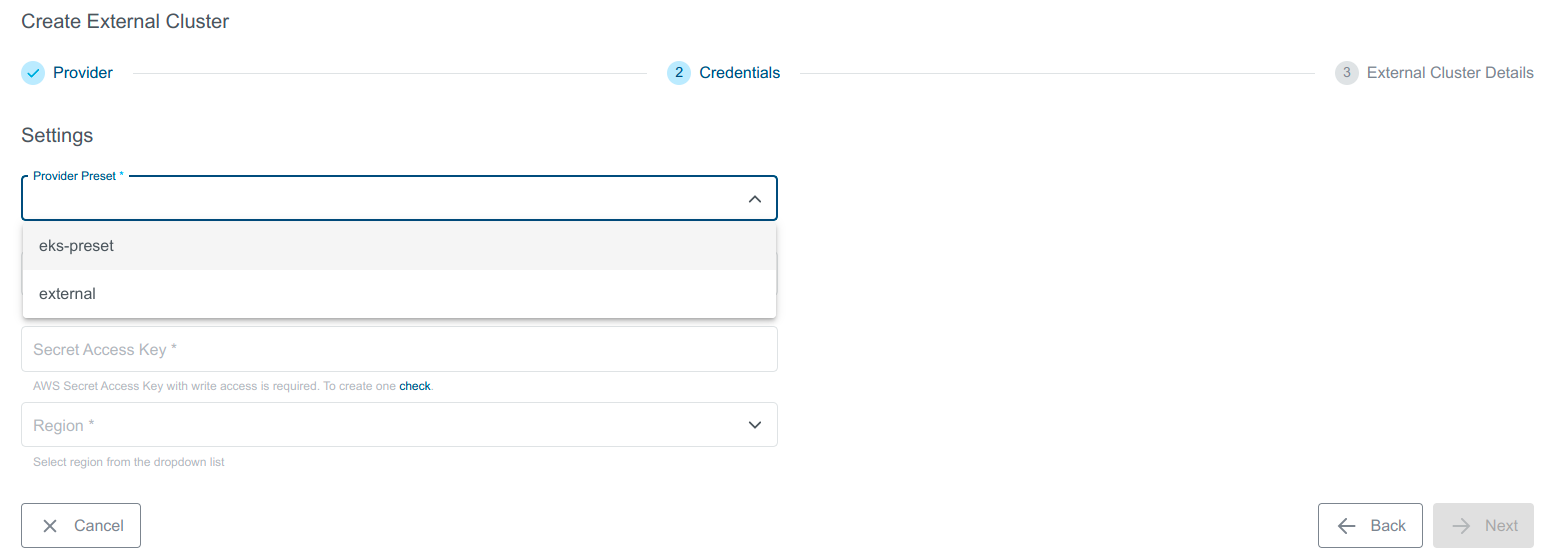 Create External Cluster
Provider
2 Credentials
3 External Cluster Details
Settings
Provider Preset *
eks-preset
external
Secret Access Key *
AWS Secret Access Key with write access is required. To create one check.
Region *
Select region from the dropdown list
Cancel
Back
Next